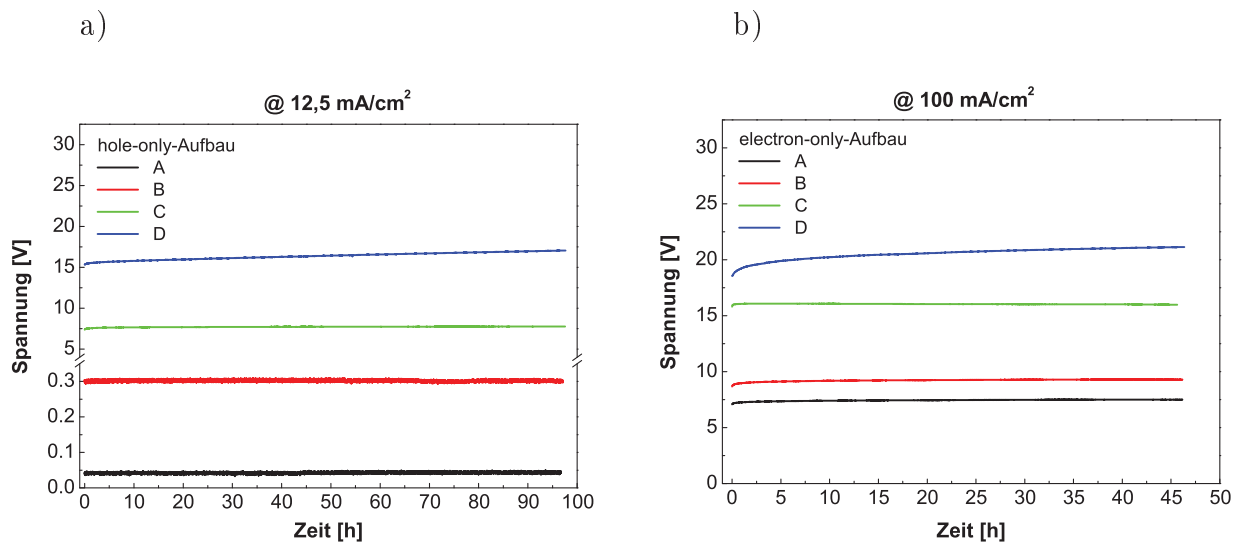 a)
@ 12,5 mA/cm²
hole-only-Aufbau
A
B
C
D
Spannung [V]
30
25
20
15
10
5
0.3
0.2
0.1
0.0
0 10 20 30 40 50 60 70 80 90 100
Zeit [h]
b)
@ 100 mA/cm²
electron-only-Aufbau
A
B
C
D
Spannung [V]
30
25
20
15
10
5
0
0 5 10 15 20 25 30 35 40 45 50
Zeit [h]